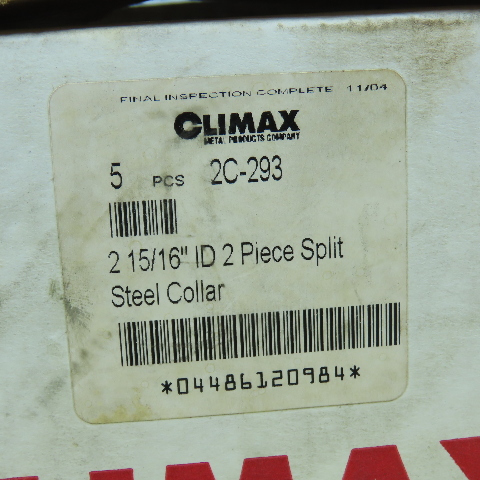 FINAL INSPECTION COMPLETE 11/04
CLIMAX
METAL PRODUCTS COMPANY
5 PCS 2C-293
2 15/16" ID 2 Piece Split
Steel Collar
*04486120984*
CLIMAX